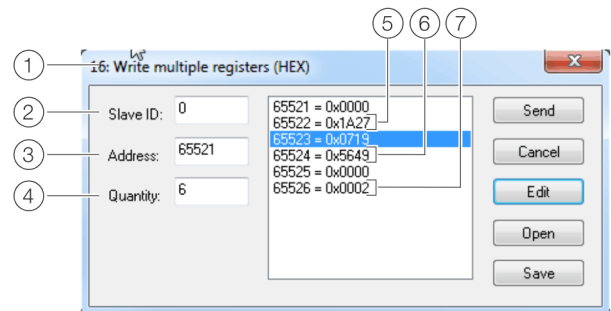 5 6 7
1 16: Write multiple registers (HEX)
2 Slave ID: 0
3 Address: 65521
4 Quantity: 6
65521 = 0x0000
65522 = 0x1A27
65523 = 0x0719
65524 = 0x5649
65525 = 0x0000
65526 = 0x0002
Send
Cancel
Edit
Open
Save